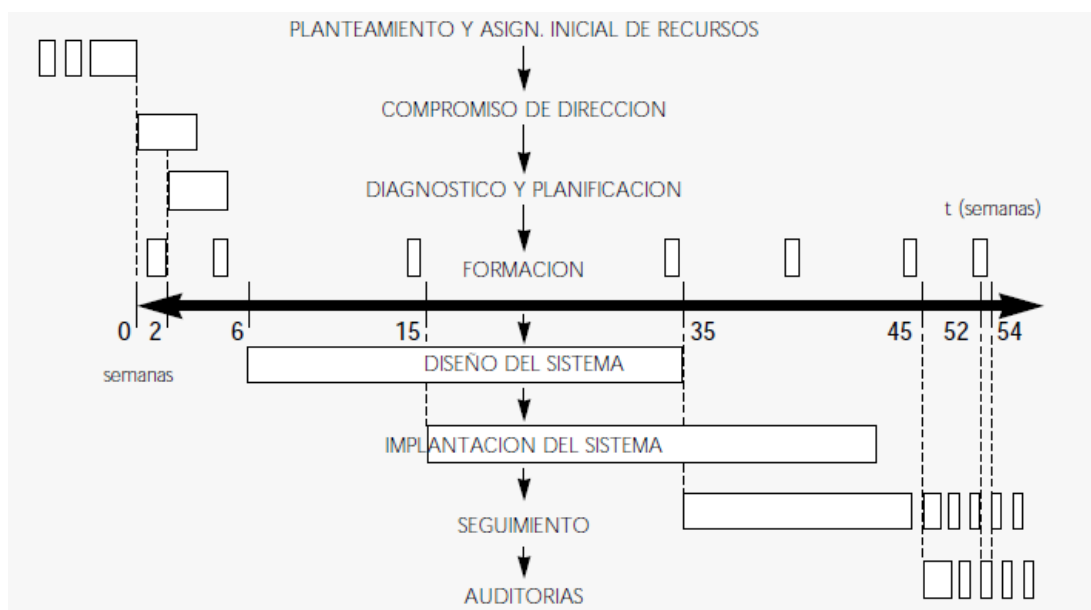 PLANTEAMIENTO Y ASIGN. INICIAL DE RECURSOS
COMPROMISO DE DIRECCION
DIAGNOSTICO Y PLANIFICACION
t (semanas)
FORMACION
0 2 6 15 35 45 52 54
semanas
DISEÑO DEL SISTEMA
IMPLANTACION DEL SISTEMA
SEGUIMIENTO
AUDITORIAS